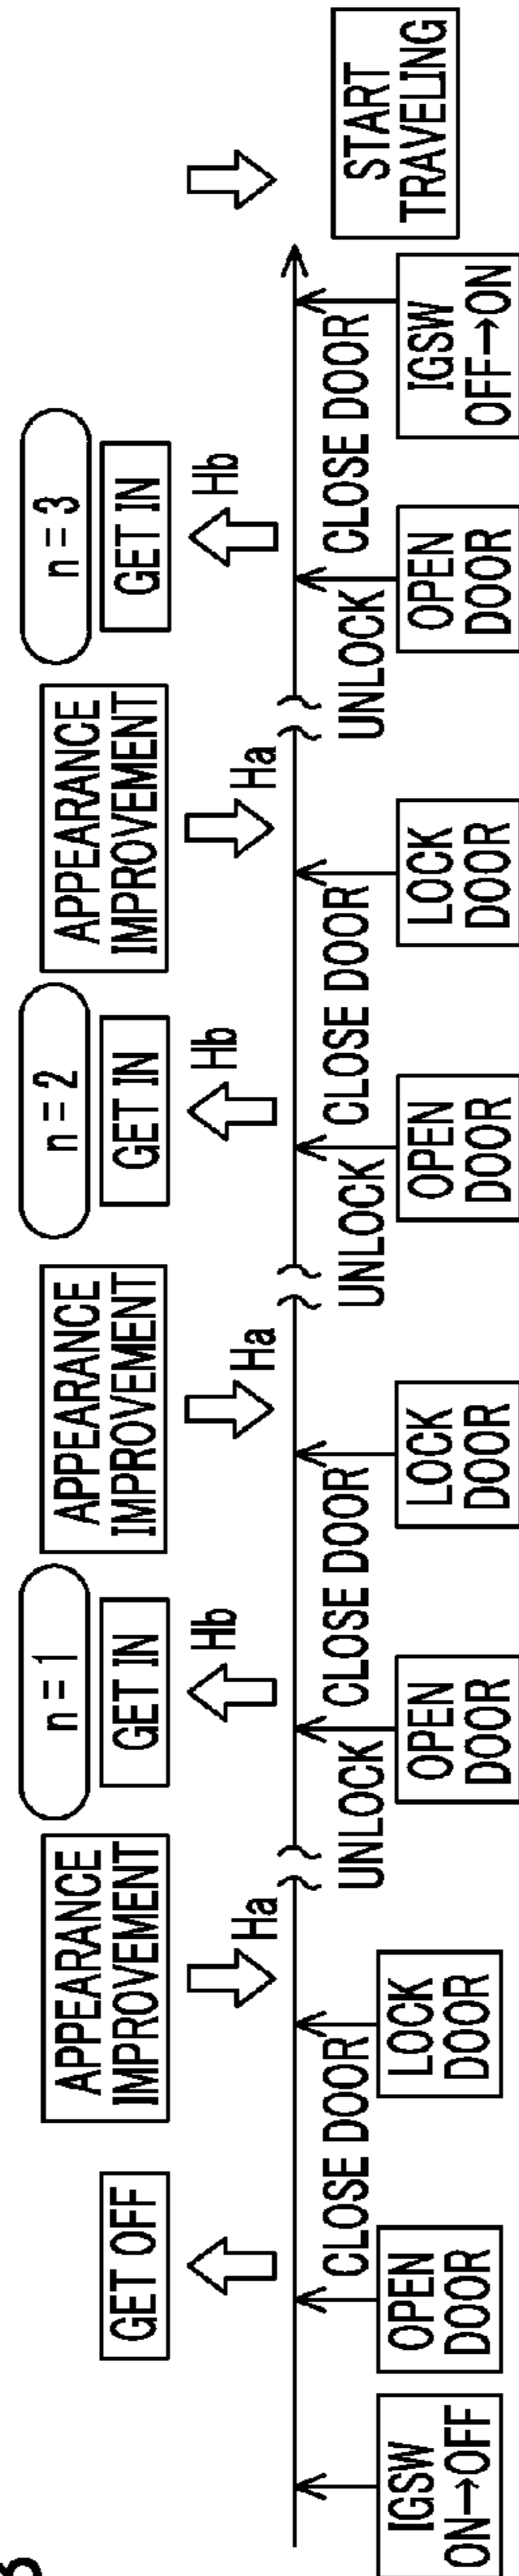 n = 1
n = 2
n = 3
GET OFF
APPEARANCE
IMPROVEMENT
GET IN
APPEARANCE
IMPROVEMENT
GET IN
APPEARANCE
IMPROVEMENT
GET IN
Ha
Hb
Ha
Hb
Ha
Hb
CLOSE DOOR
UNLOCK
CLOSE DOOR
UNLOCK
CLOSE DOOR
UNLOCK
CLOSE DOOR
START
TRAVELING
IGSW
ON→OFF
OPEN
DOOR
LOCK
DOOR
OPEN
DOOR
LOCK
DOOR
OPEN
DOOR
LOCK
DOOR
OPEN
DOOR
IGSW
OFF→ON